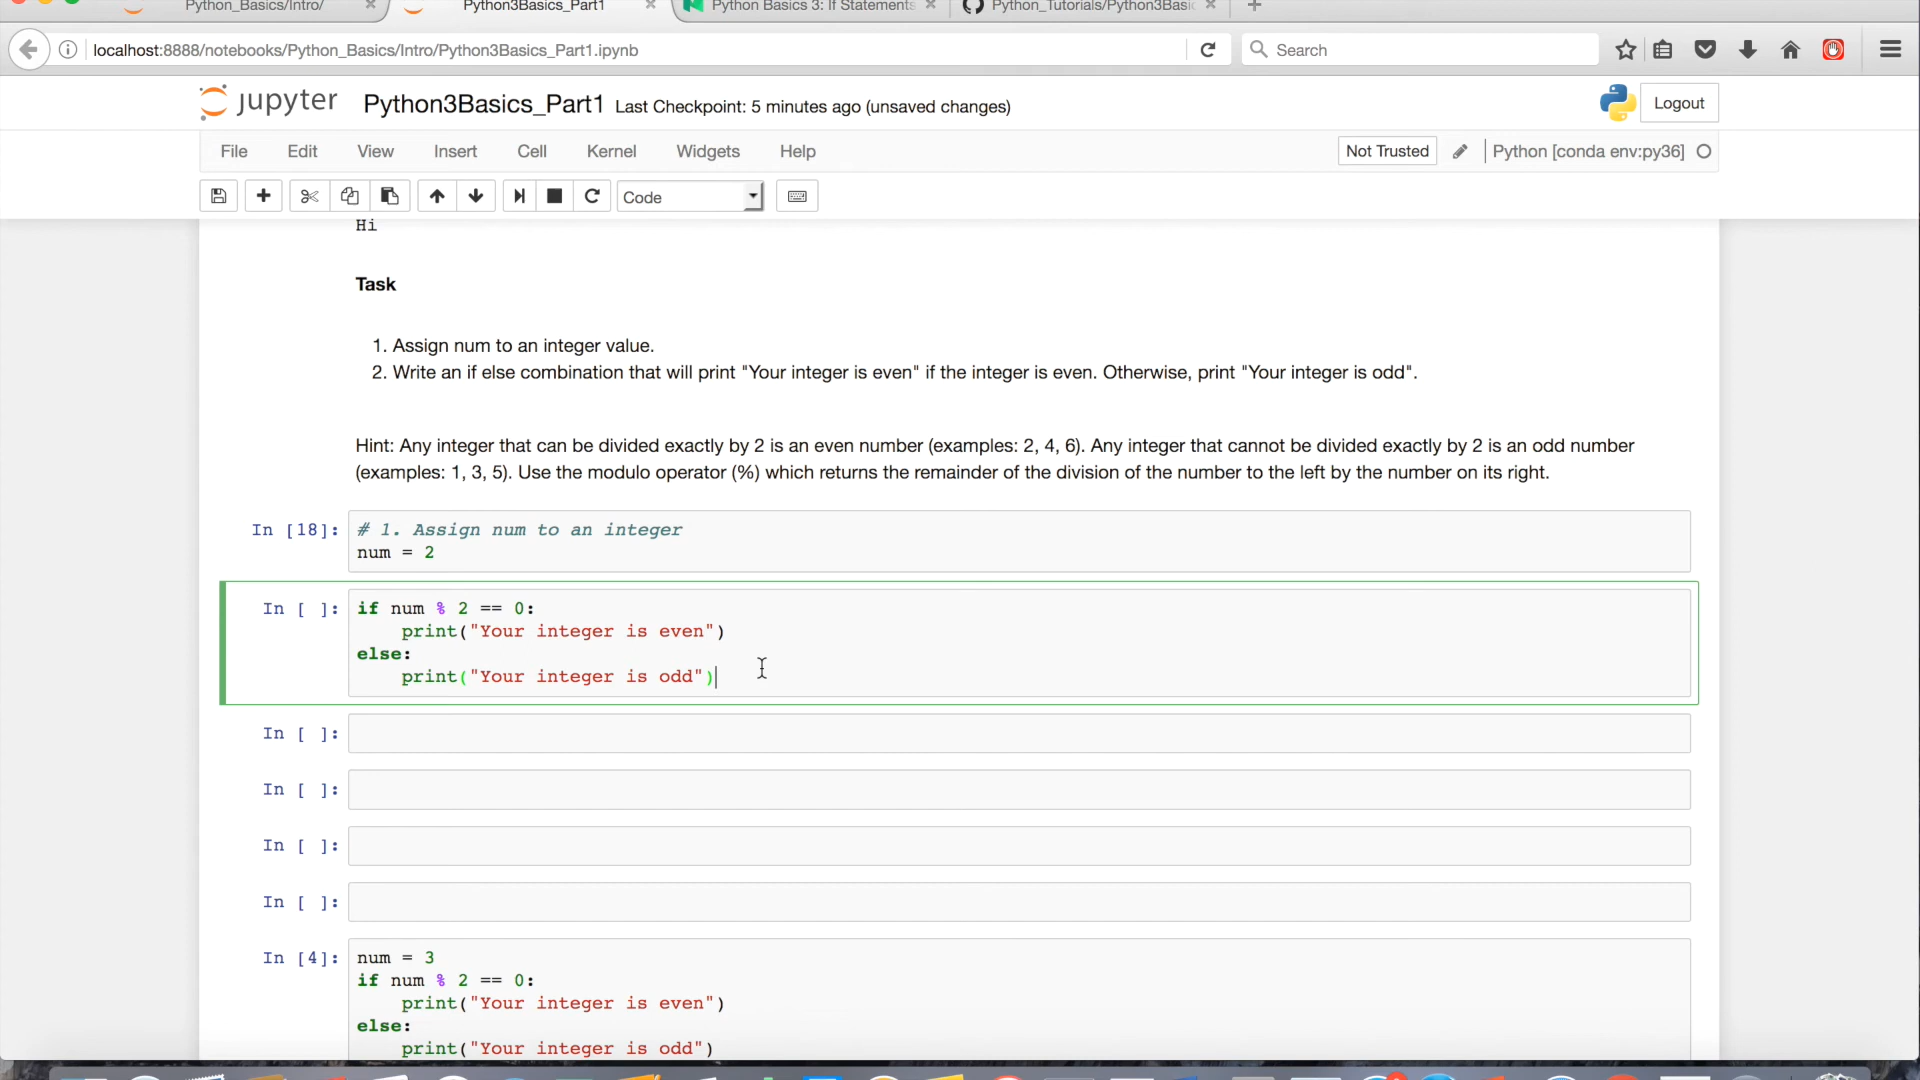 Python_Basics/Intro/
Python3Basics_Part1
Python Basics 3: If Statements
Python_Tutorials/Python3Basic
localhost:8888/notebooks/Python_Basics/Intro/Python3Basics_Part1.ipynb
Search
jupyter Python3Basics_Part1 Last Checkpoint: 5 minutes ago (unsaved changes)
Logout
File Edit View Insert Cell Kernel Widgets Help
Not Trusted
Python [conda env:py36]
Code
Hi
Task
1. Assign num to an integer value.
2. Write an if else combination that will print "Your integer is even" if the integer is even. Otherwise, print "Your integer is odd".
Hint: Any integer that can be divided exactly by 2 is an even number (examples: 2, 4, 6). Any integer that cannot be divided exactly by 2 is an odd number
(examples: 1, 3, 5). Use the modulo operator (%) which returns the remainder of the division of the number to the left by the number on its right.
In [18]: # 1. Assign num to an integer
num = 2
In [ ]: if num % 2 == 0:
print("Your integer is even")
else:
print("Your integer is odd")
In [ ]:
In [ ]:
In [ ]:
In [ ]:
In [4]: num = 3
if num % 2 == 0:
print("Your integer is even")
else:
print("Your integer is odd")